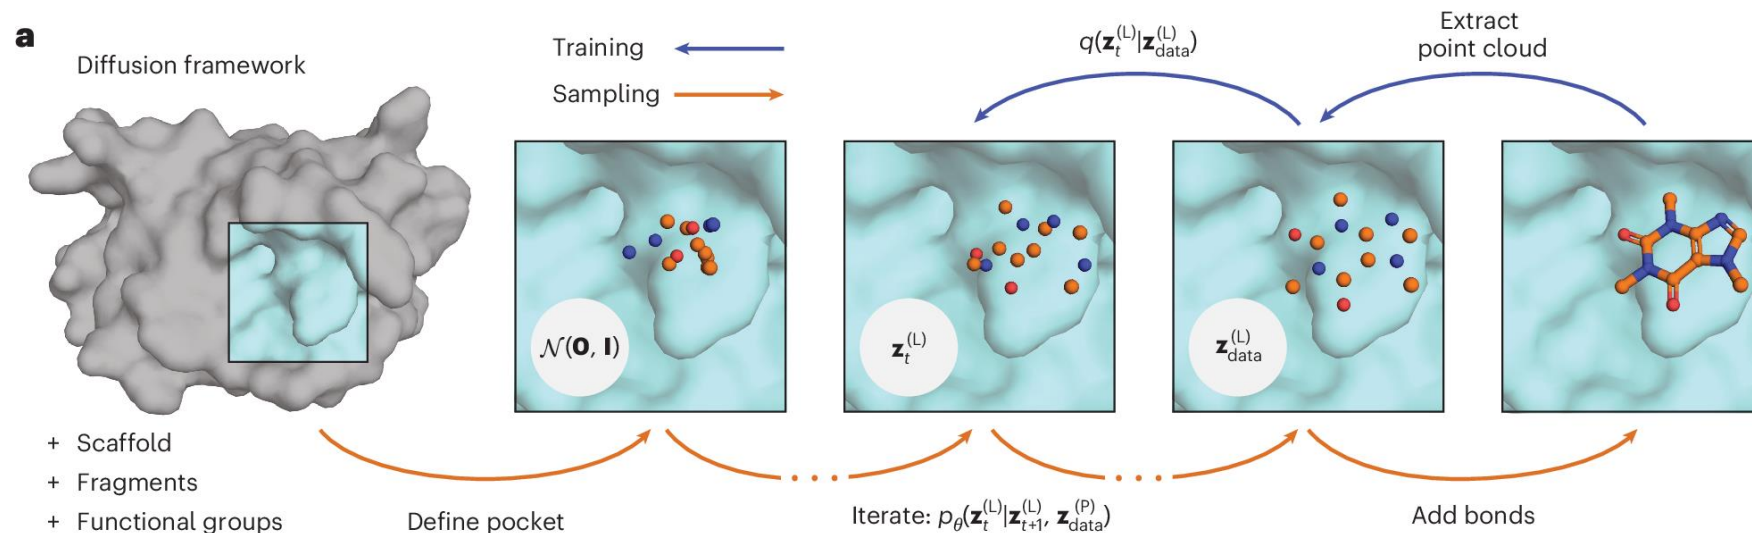 a
Diffusion framework
Training
Sampling
q(z_t^(L)|z_data^(L))
Extract
point cloud
𝒩(0, I)
z_t^(L)
z_data^(L)
+ Scaffold
+ Fragments
+ Functional groups
Define pocket
Iterate: p_θ(z_t^(L)|z_{t+1}^(L), z_data^(P))
Add bonds